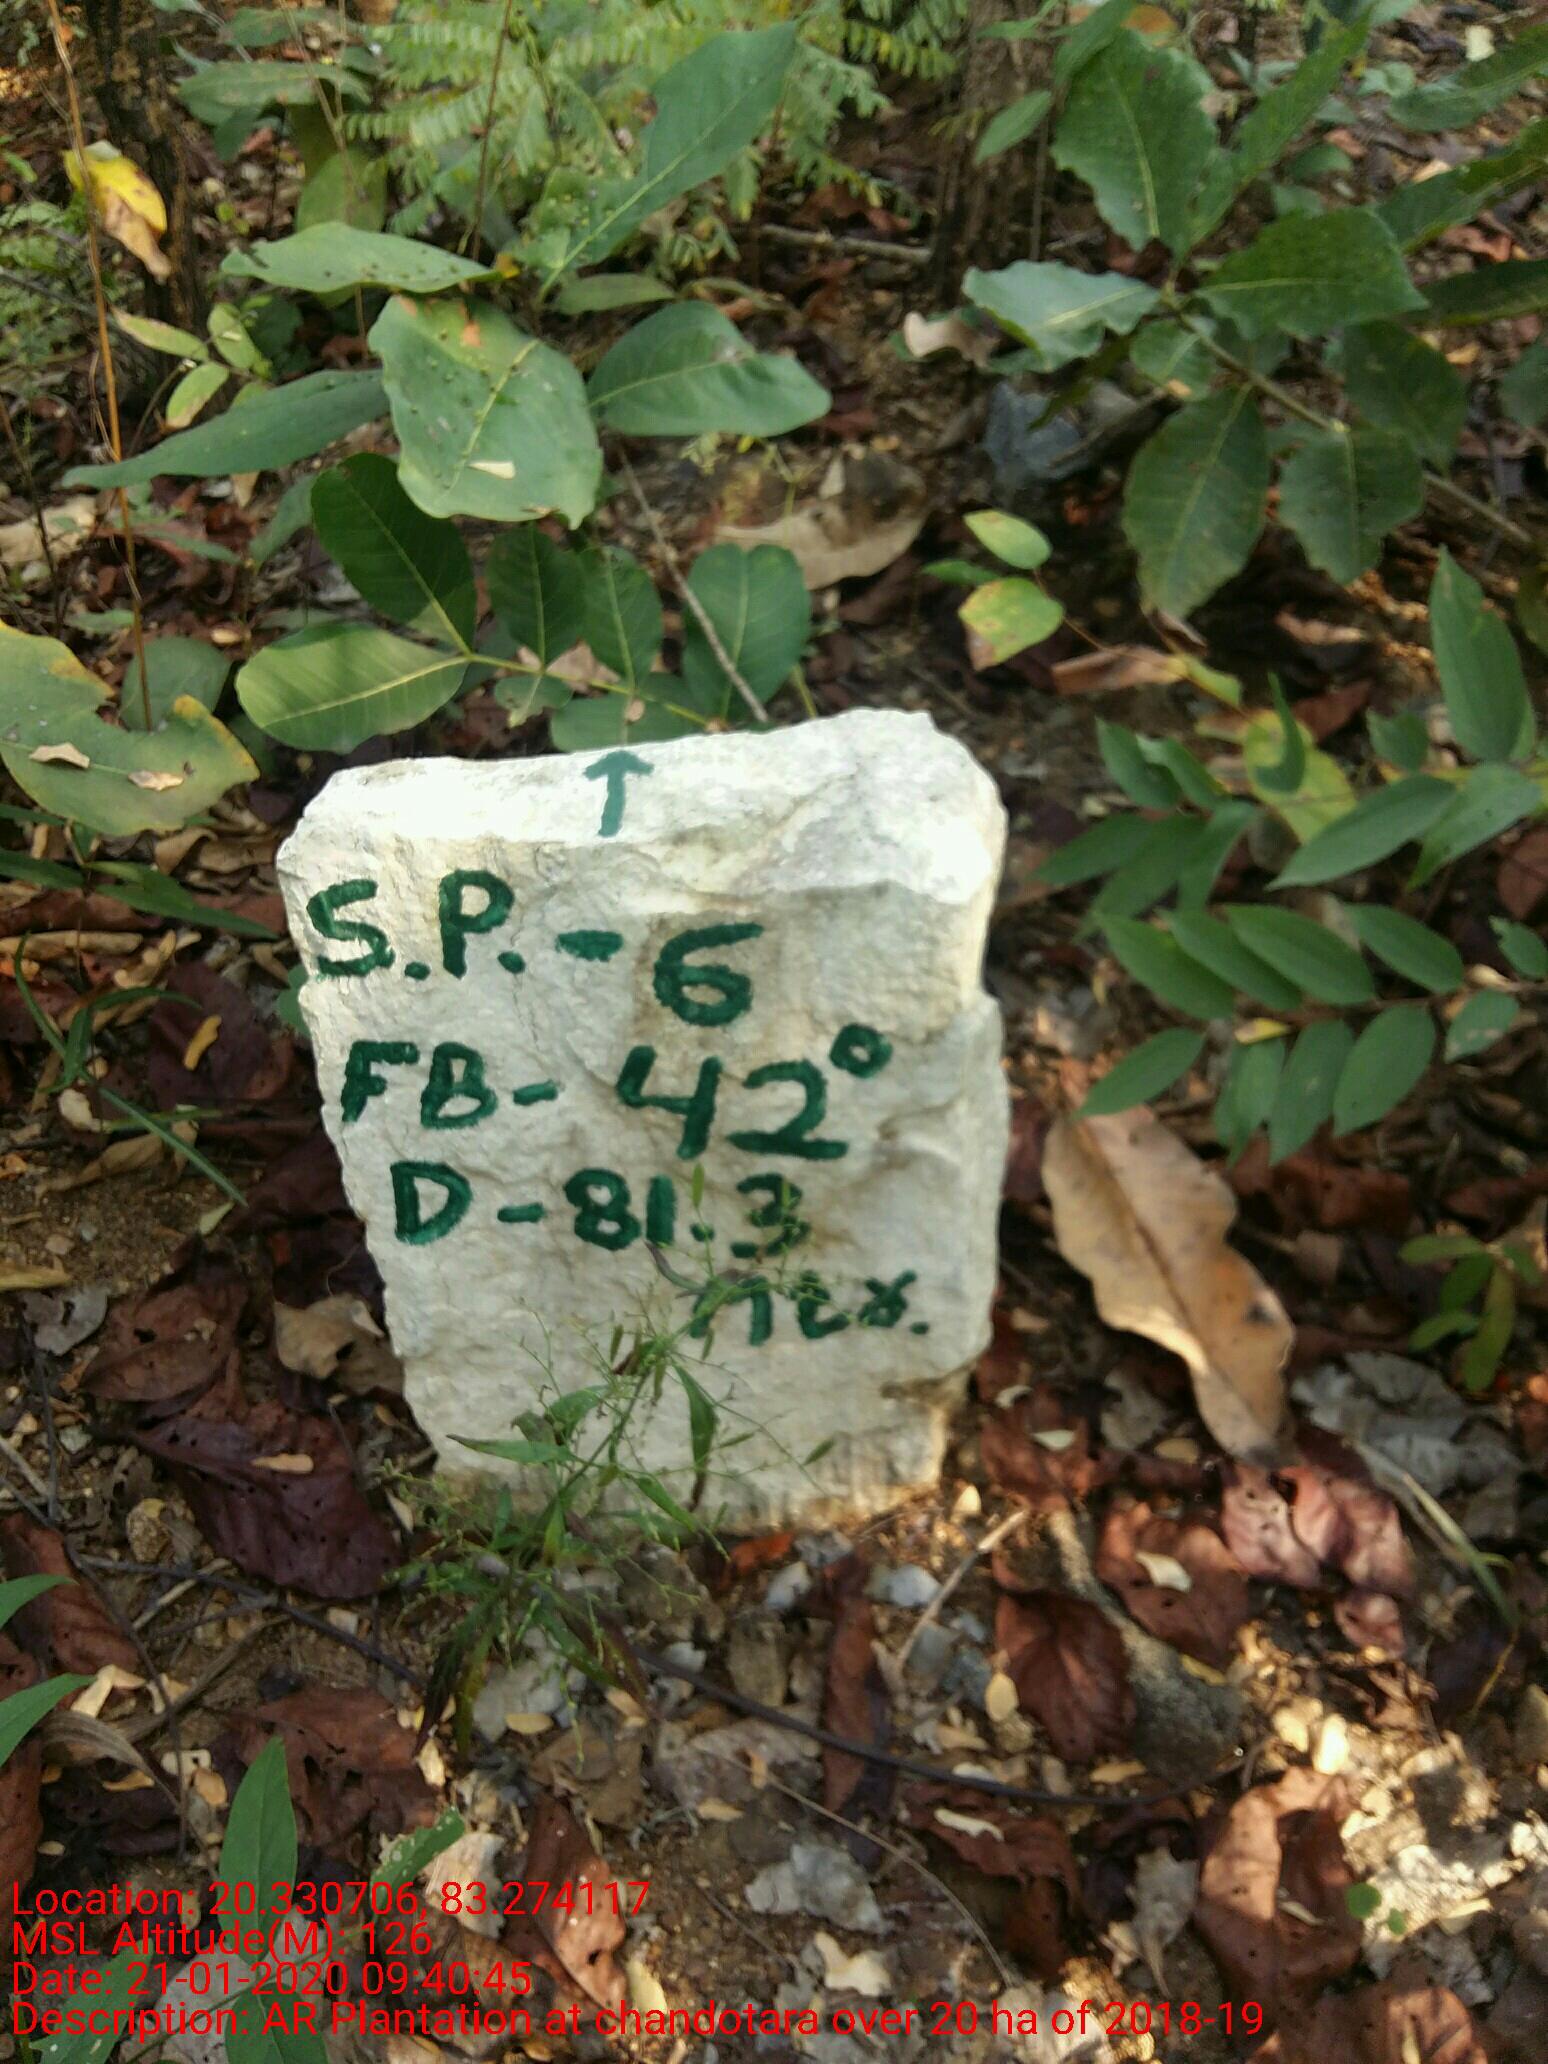 ↑
S.P.-6
FB-42°
D-81.3
mtr.
Location: 20.330706, 83.274117
MSL Altitude(M): 126
Date: 21-01-2020 09:40:45
Description: AR Plantation at chandotara over 20 ha of 2018-19